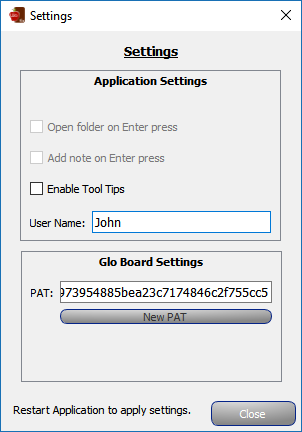 Settings
Settings
Application Settings
Open folder on Enter press
Add note on Enter press
Enable Tool Tips
User Name: John
Glo Board Settings
PAT: 973954885bea23c7174846c2f755cc5
New PAT
Restart Application to apply settings.
Close